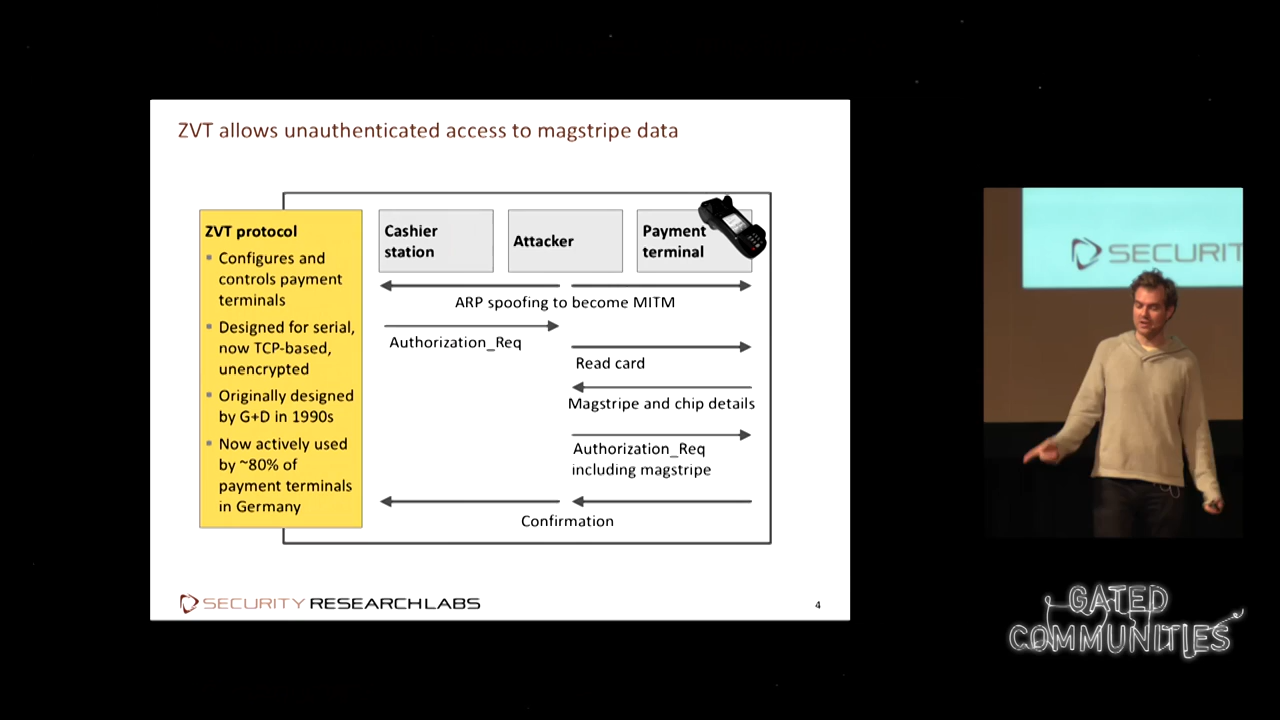 ZVT allows unauthenticated access to magstripe data
ZVT protocol
Configures and
controls payment
terminals
Designed for serial,
now TCP-based,
unencrypted
Originally designed
by G+D in 1990s
Now actively used
by ~80% of
payment terminals
in Germany
Cashier
station
Attacker
Payment
terminal
ARP spoofing to become MITM
Authorization_Req
Read card
Magstripe and chip details
Authorization_Req
including magstripe
Confirmation
SECURITY RESEARCHLABS
4
SECURIT
GATED
COMMUNITIES